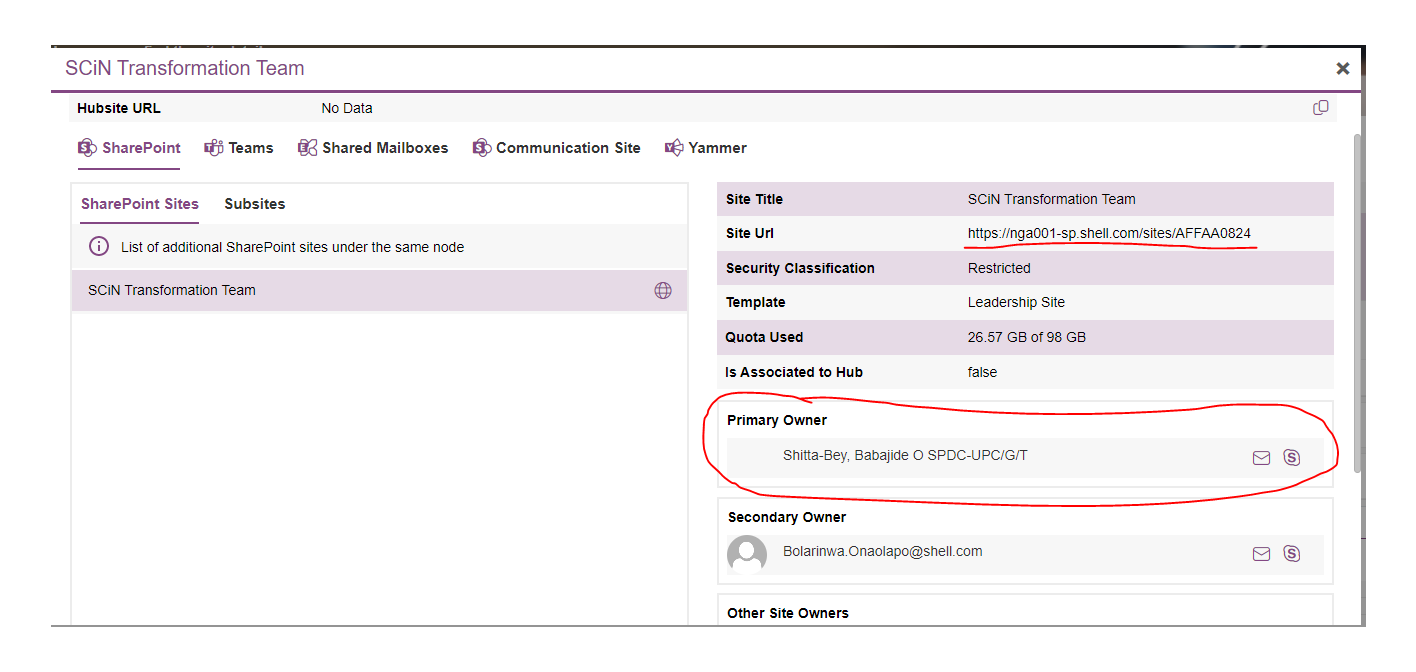 SCiN Transformation Team
Hubsite URL No Data
SharePoint Teams Shared Mailboxes Communication Site Yammer
SharePoint Sites Subsites
List of additional SharePoint sites under the same node
SCiN Transformation Team
Site Title SCiN Transformation Team
Site Url https://nga001-sp.shell.com/sites/AFFAA0824
Security Classification Restricted
Template Leadership Site
Quota Used 26.57 GB of 98 GB
Is Associated to Hub false
Primary Owner
Shitta-Bey, Babajide O SPDC-UPC/G/T
Secondary Owner
Bolarinwa.Onaolapo@shell.com
Other Site Owners